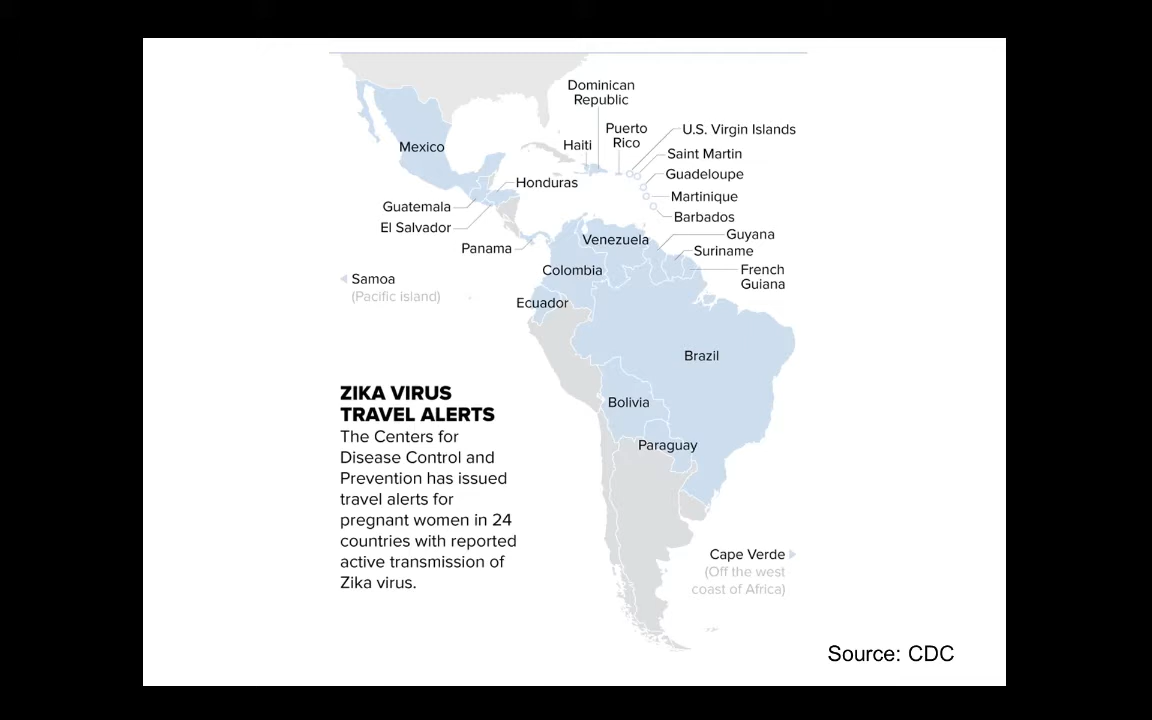 Dominican
Republic
Puerto
Rico
U.S. Virgin Islands
Haiti
Saint Martin
Mexico
Guadeloupe
Honduras
Martinique
Guatemala
Barbados
El Salvador
Guyana
Venezuela
Panama
Suriname
Colombia
French
Guiana
Samoa
(Pacific island)
Ecuador
Brazil
Bolivia
Paraguay
ZIKA VIRUS
TRAVEL ALERTS
The Centers for
Disease Control and
Prevention has issued
travel alerts for
pregnant women in 24
countries with reported
active transmission of
Zika virus.
Cape Verde
(Off the west
coast of Africa)
Source: CDC